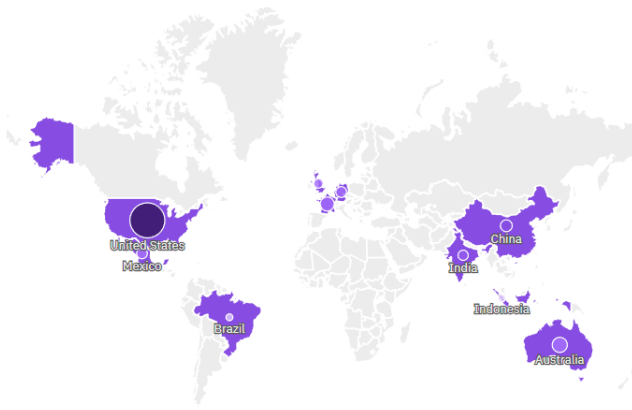 United States
Mexico
China
India
Indonesia
Brazil
Australia